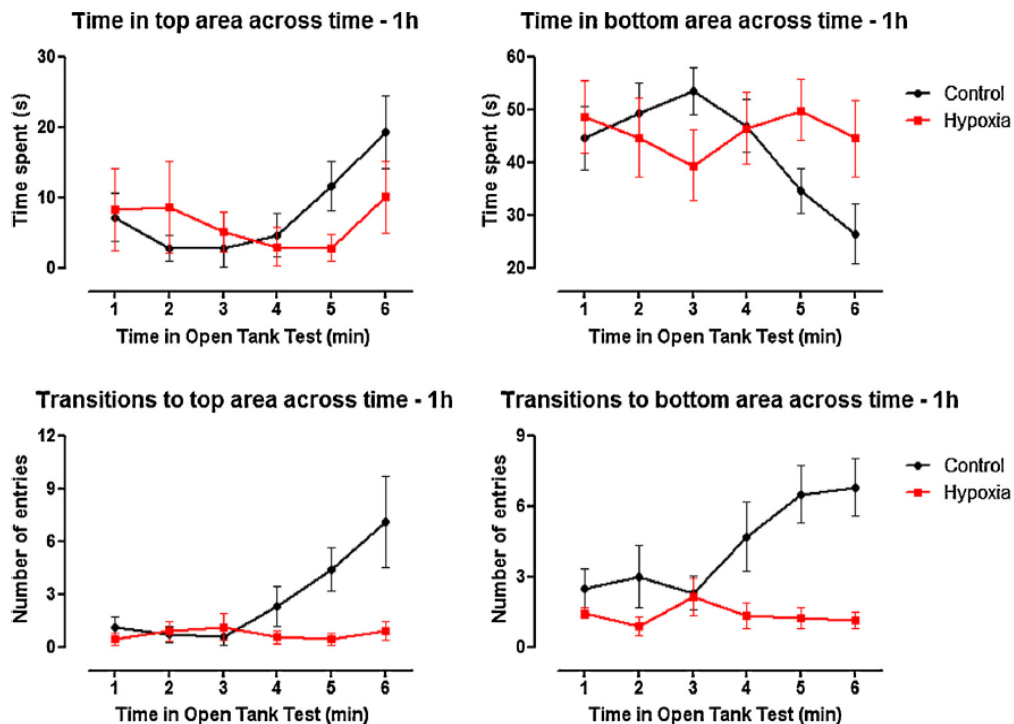 Time in top area across time - 1h
Time spent (s)
30
20
10
0
1 2 3 4 5 6
Time in Open Tank Test (min)
Time in bottom area across time - 1h
Time spent (s)
60
50
40
30
20
1 2 3 4 5 6
Time in Open Tank Test (min)
Control
Hypoxia
Transitions to top area across time - 1h
Number of entries
12
9
6
3
0
1 2 3 4 5 6
Time in Open Tank Test (min)
Transitions to bottom area across time - 1h
Number of entries
9
6
3
0
1 2 3 4 5 6
Time in Open Tank Test (min)
Control
Hypoxia